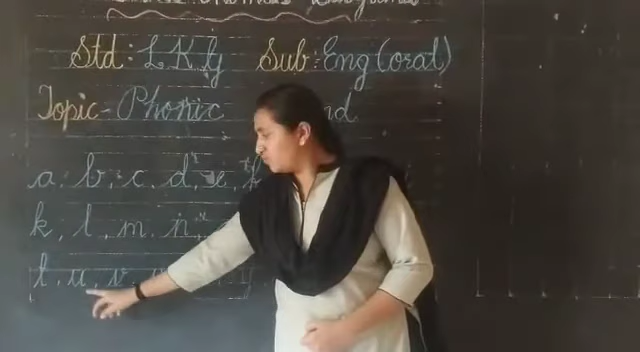 Std : L.K.G Sub : Eng (oral)
Topic - Phonic nd
a. b. c. d. e. f
k. l. m. n.
t. u. v.